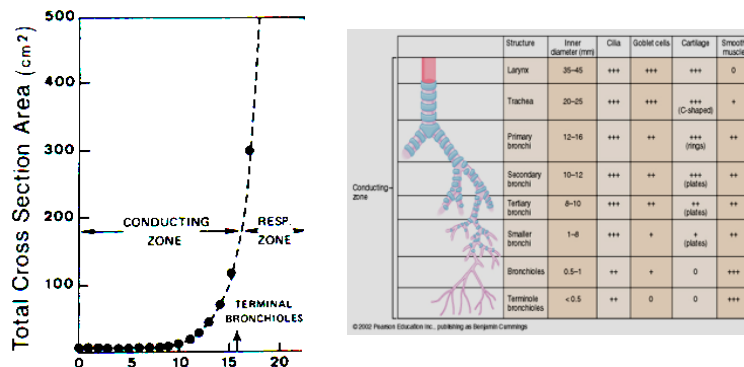 Total Cross Section Area (cm2)
500
400
300
200
100
CONDUCTING
ZONE
RESP.
ZONE
TERMINAL
BRONCHIOLES
0 5 10 15 20
Structure Inner diameter (mm) Cilia Goblet cells Cartilage Smooth muscle
Larynx 35–45 +++ +++ +++ 0
Trachea 20–25 +++ +++ +++ (C-shaped) +
Primary bronchi 12–16 +++ ++ +++ (rings) ++
Secondary bronchi 10–12 +++ ++ +++ (plates) ++
Tertiary bronchi 8–10 +++ ++ ++ (plates) ++
Smaller bronchi 1–8 +++ + + (plates) ++
Bronchioles 0.5–1 ++ + 0 +++
Terminole bronchioles <0.5 ++ 0 0 +++
Conducting
zone
© 2002 Pearson Education Inc., publishing as Benjamin Cummings